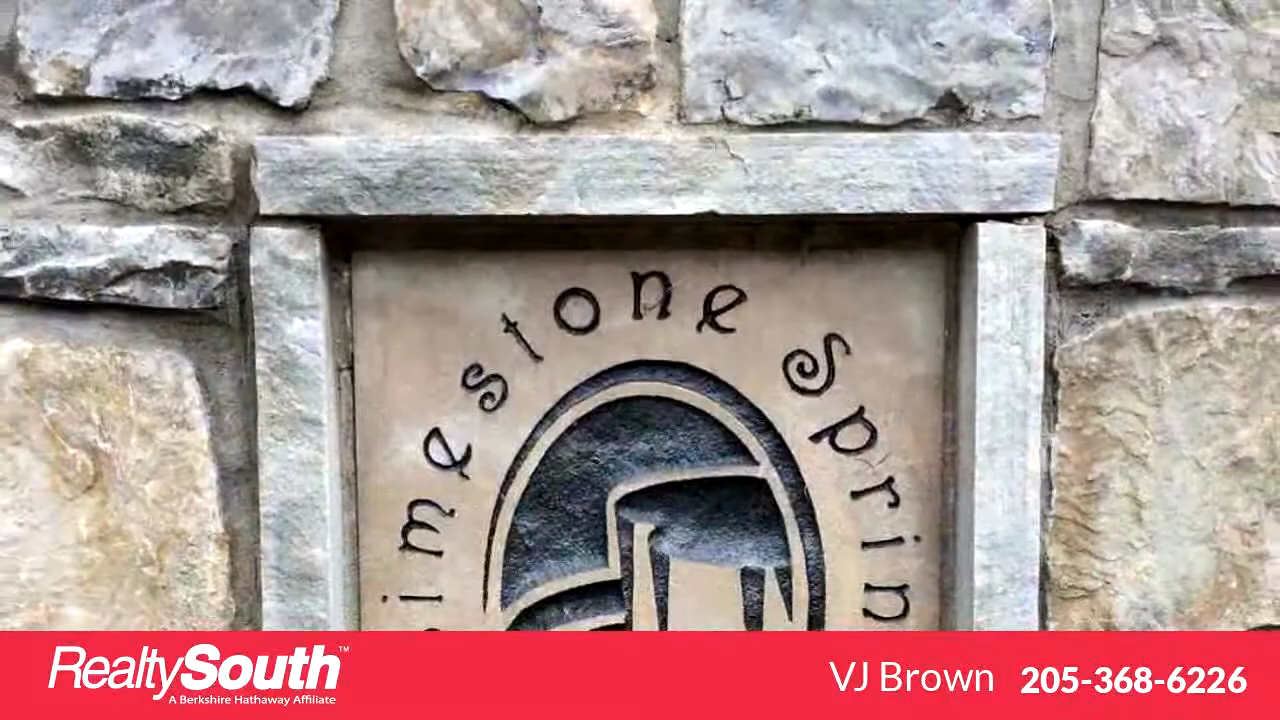 imestone Sprin
RealtySouth™
A Berkshire Hathaway Affiliate
VJ Brown 205-368-6226